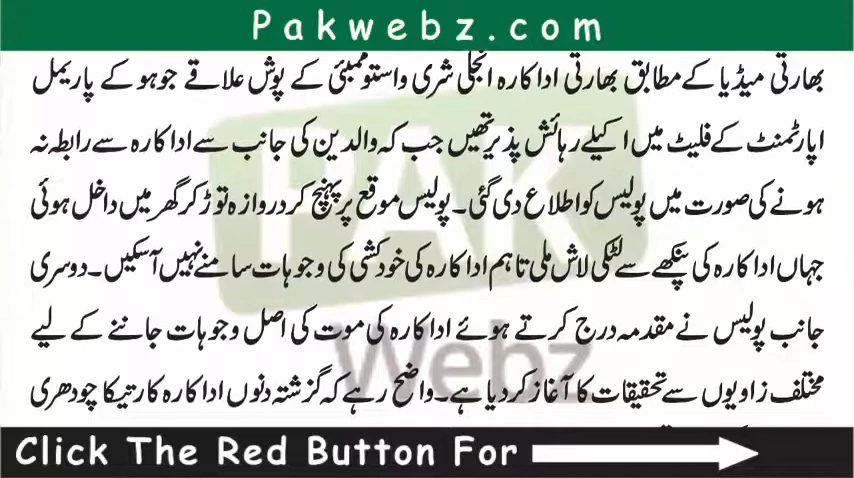 Pakwebz.com
بھارتی میڈیا کے مطابق بھارتی اداکارہ انجلی شری واستو ممبئی کے پوش علاقے جوہو کے پاریمل
اپارٹمنٹ کے فلیٹ میں اکیلے رہائش پذیر تھیں جب کہ والدین کی جانب سے اداکارہ سے رابطہ نہ
ہونے کی صورت میں پولیس کو اطلاع دی گئی۔ پولیس موقع پر پہنچ کر دروازہ توڑ کر گھر میں داخل ہوئی
جہاں اداکارہ کی پنکھے سے لٹکی لاش ملی تاہم اداکارہ کی خودکشی کی وجوہات سامنے نہیں آسکیں۔ دوسری
جانب پولیس نے مقدمہ درج کرتے ہوئے اداکارہ کی موت کی اصل وجوہات جاننے کے لیے
مختلف زاویوں سے تحقیقات کا آغاز کردیا ہے۔ واضح رہے کہ گزشتہ دنوں اداکارہ کارتیکا چودھری
PAK
Webz
Click The Red Button For